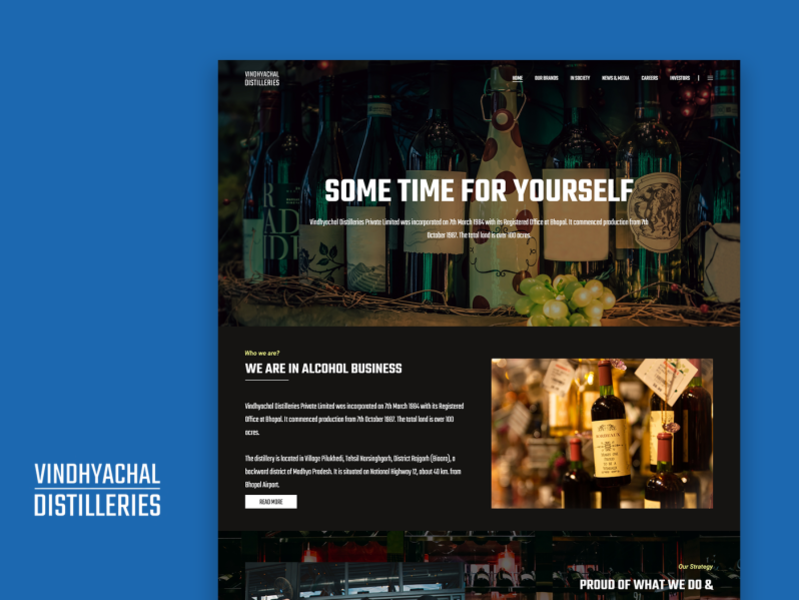 VINDHYACHAL
DISTILLERIES
HOME
OUR BRANDS
IN SOCIETY
NEWS & MEDIA
CAREERS
INVESTORS
SOME TIME FOR YOURSELF
Vindhyachal Distilleries Private Limited was incorporated on 7th March 1984 with its Registered Office at Bhopal. It commenced production from 7th
October 1987. The total land is over 100 acres.
Who we are?
WE ARE IN ALCOHOL BUSINESS
Vindhyachal Distilleries Private Limited was incorporated on 7th March 1984 with its Registered
Office at Bhopal. It commenced production from 7th October 1987. The total land is over 100
acres.
The distillery is located in Village Pilukhedi, Tehsil Narsinghgarh, District Rajgarh (Biaora), a
backward district of Madhya Pradesh. It is situated on National Highway 12, about 40 km. from
Bhopal Airport.
READ MORE
VINDHYACHAL
DISTILLERIES
Our Strategy
PROUD OF WHAT WE DO &